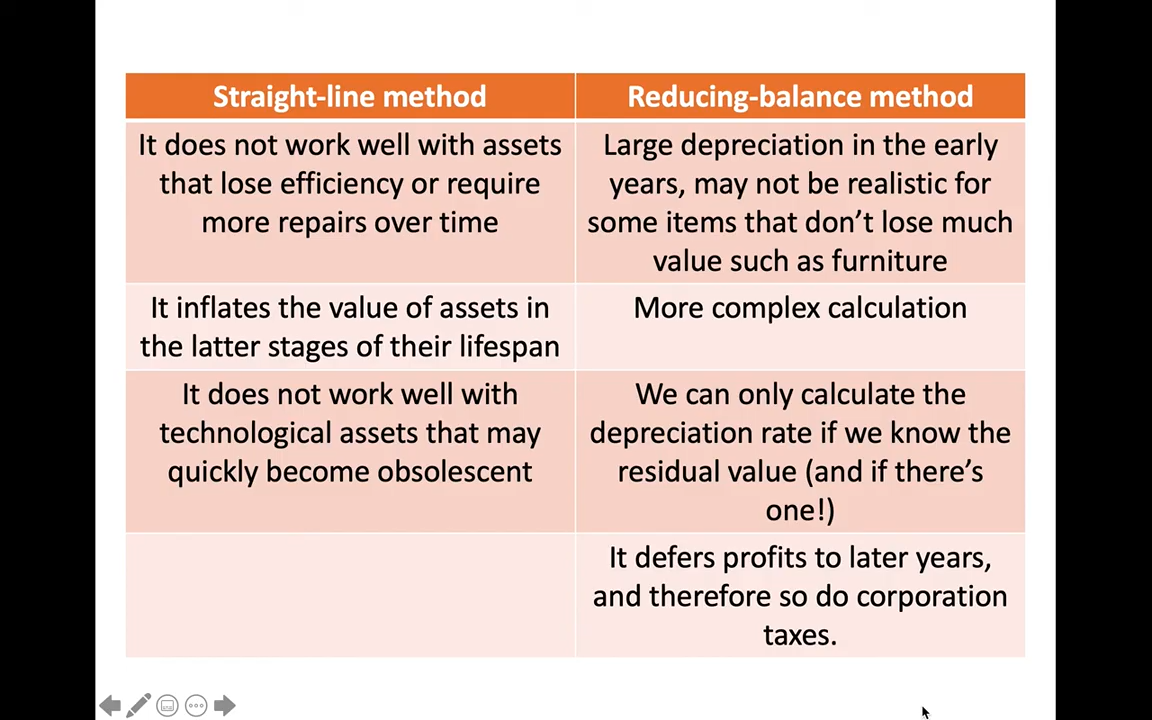 Straight-line method
Reducing-balance method
It does not work well with assets
that lose efficiency or require
more repairs over time
Large depreciation in the early
years, may not be realistic for
some items that don't lose much
value such as furniture
It inflates the value of assets in
the latter stages of their lifespan
More complex calculation
It does not work well with
technological assets that may
quickly become obsolescent
We can only calculate the
depreciation rate if we know the
residual value (and if there's
one!)
It defers profits to later years,
and therefore so do corporation
taxes.